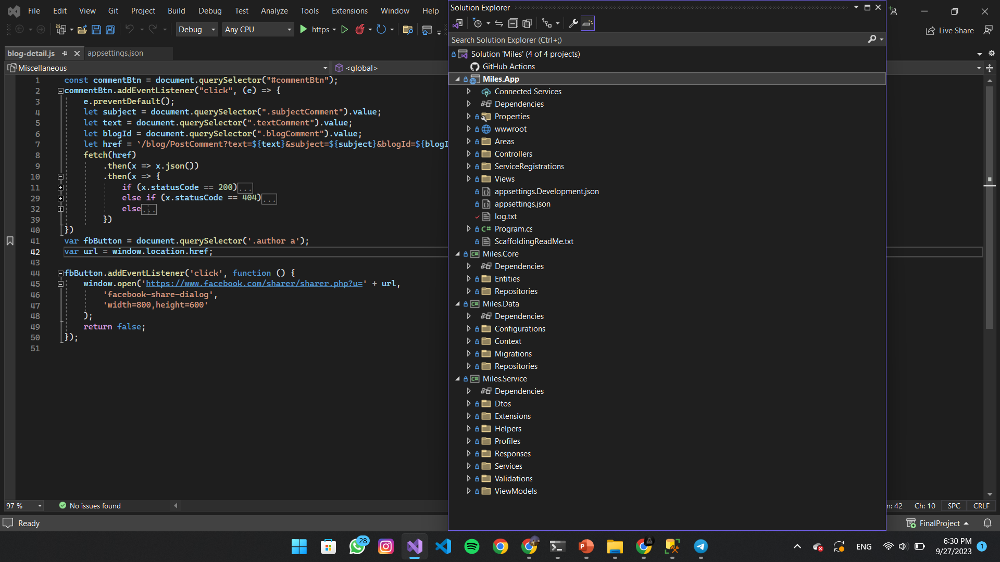 File Edit View Git Project Build Debug Test Analyze Tools Extensions Window Help
Debug Any CPU https
Live Share
blog-detail.js appsettings.json
Miscellaneous <global>
1 const commentBtn = document.querySelector("#commentBtn");
2 commentBtn.addEventListener("click", (e) => {
3 e.preventDefault();
4 let subject = document.querySelector(".subjectComment").value;
5 let text = document.querySelector(".textComment").value;
6 let blogId = document.querySelector(".blogComment").value;
7 let href = `/blog/PostComment?text=${text}&subject=${subject}&blogId=${blogI
8 fetch(href)
9 .then(x => x.json())
10 .then(x => {
11 if (x.statusCode == 200)...
29 else if (x.statusCode == 404)...
32 else...
39 })
40 })
41 var fbButton = document.querySelector('.author a');
42 var url = window.location.href;
43
44 fbButton.addEventListener('click', function () {
45 window.open('https://www.facebook.com/sharer/sharer.php?u=' + url,
46 'facebook-share-dialog',
47 'width=800,height=600'
48 );
49 return false;
50 });
51
97 % No issues found
Ready
Solution Explorer
Search Solution Explorer (Ctrl+;)
Solution 'Miles' (4 of 4 projects)
GitHub Actions
Miles.App
Connected Services
Dependencies
Properties
wwwroot
Areas
Controllers
ServiceRegistrations
Views
appsettings.Development.json
appsettings.json
log.txt
C# Program.cs
ScaffoldingReadMe.txt
C# Miles.Core
Dependencies
Entities
Repositories
C# Miles.Data
Dependencies
Configurations
Context
Migrations
Repositories
C# Miles.Service
Dependencies
Dtos
Extensions
Helpers
Profiles
Responses
Services
Validations
ViewModels
n: 42 Ch: 10 SPC CRLF
FinalProject
28
ENG
6:30 PM
9/27/2023
1